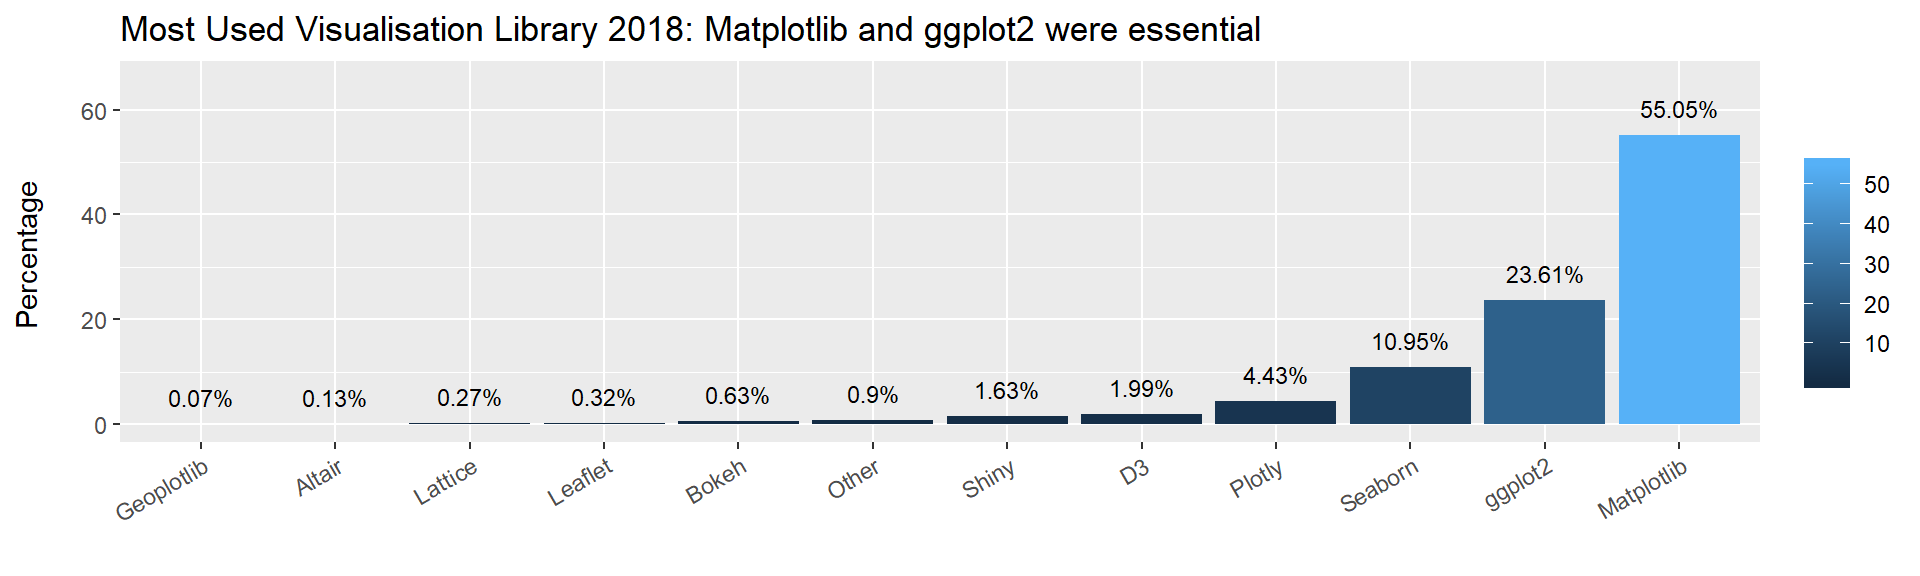 Most Used Visualisation Library 2018: Matplotlib and ggplot2 were essential
Percentage
60
40
20
0
0.07%
0.13%
0.27%
0.32%
0.63%
0.9%
1.63%
1.99%
4.43%
10.95%
23.61%
55.05%
Geoplotlib
Altair
Lattice
Leaflet
Bokeh
Other
Shiny
D3
Plotly
Seaborn
ggplot2
Matplotlib
50
40
30
20
10